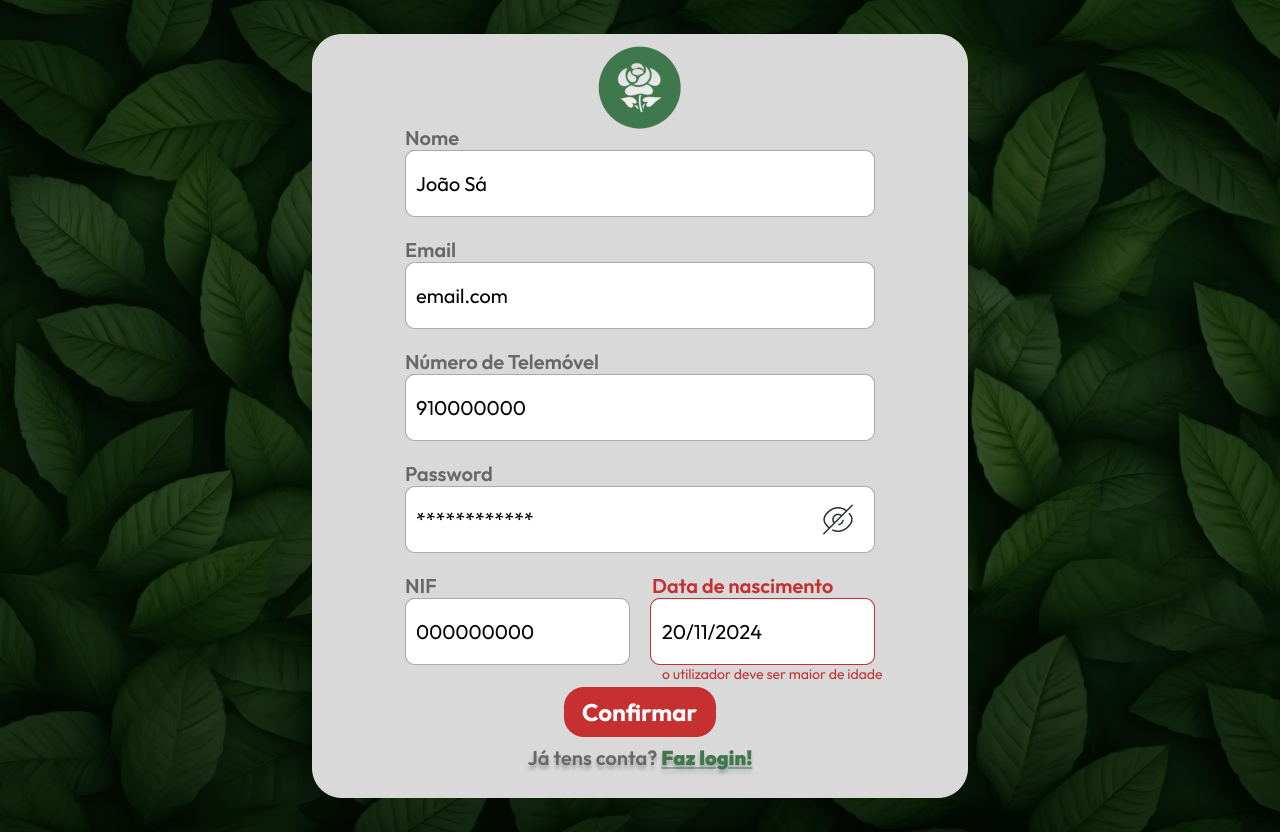 Nome
João Sá
Email
email.com
Número de Telemóvel
910000000
Password
************
NIF
Data de nascimento
000000000
20/11/2024
o utilizador deve ser maior de idade
Confirmar
Já tens conta? Faz login!